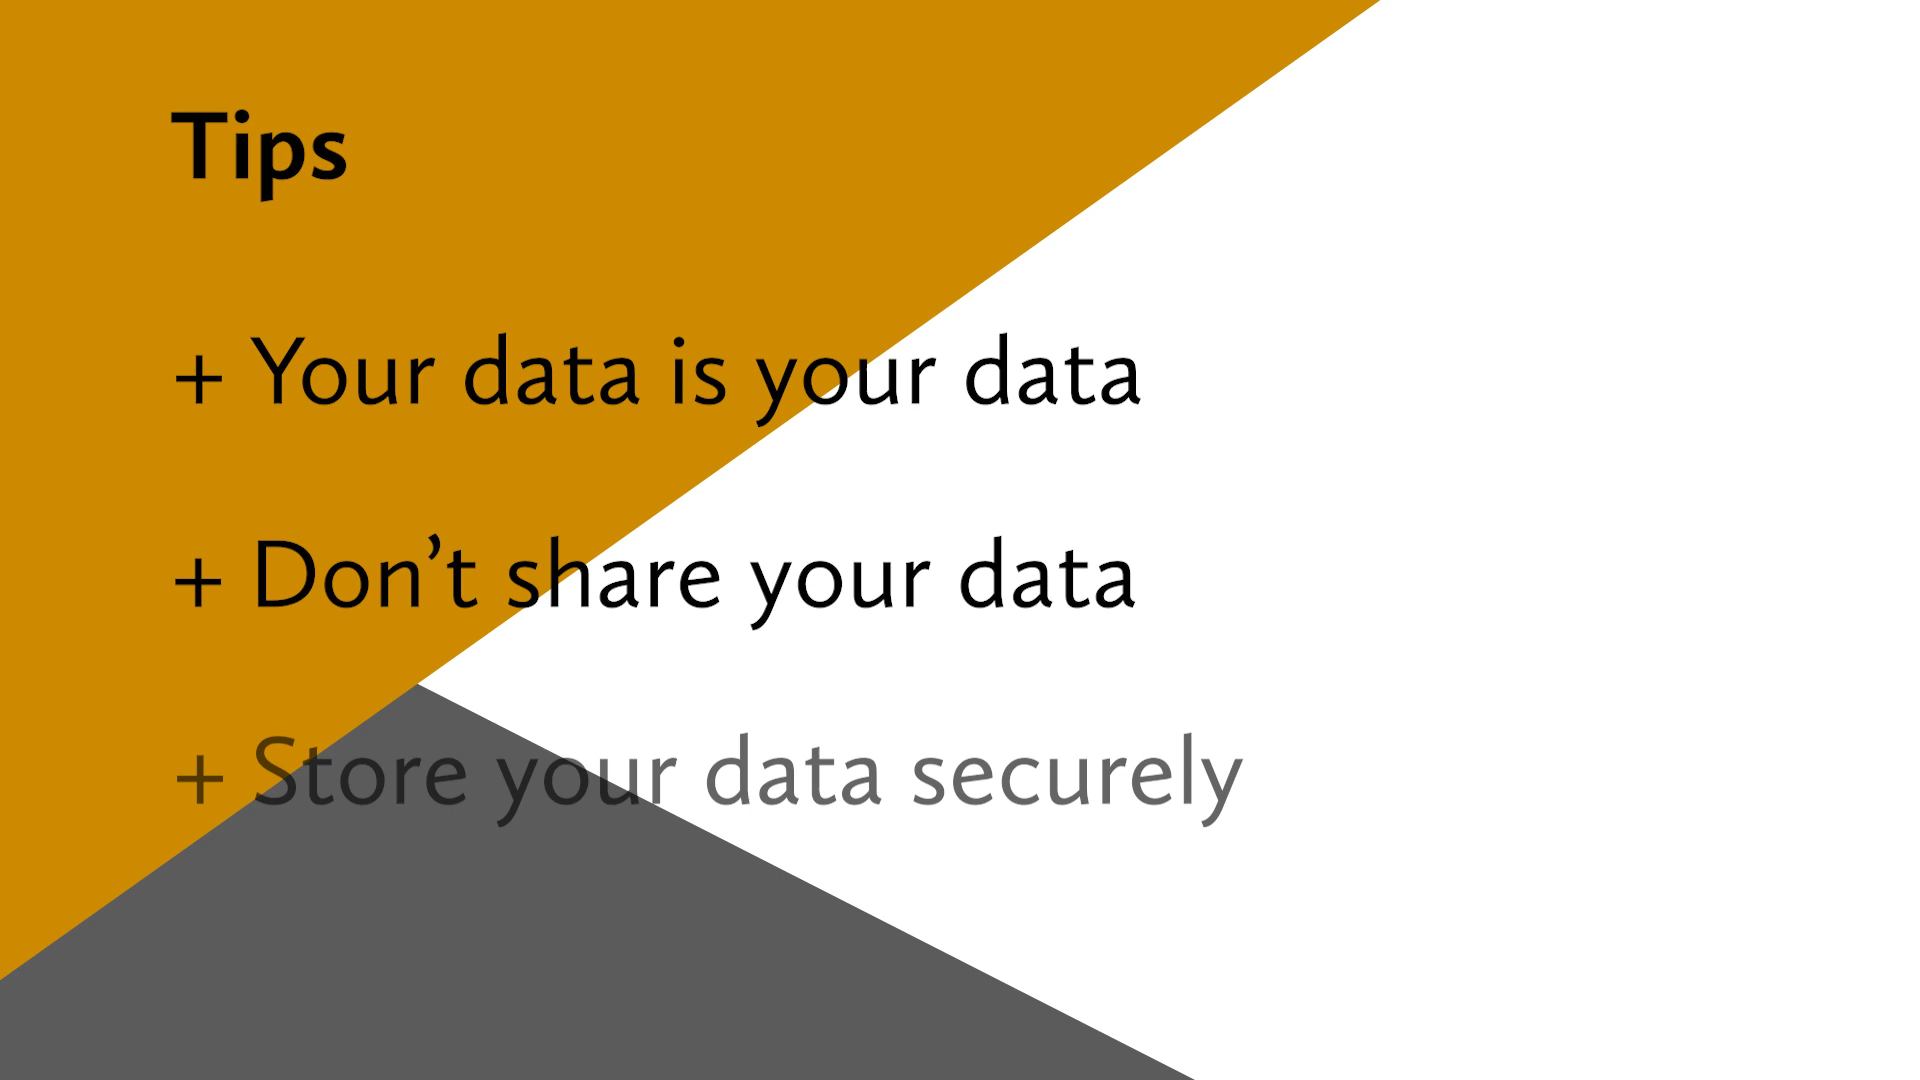 Tips
+ Your data is your data
+ Don’t share your data
+ Store your data securely